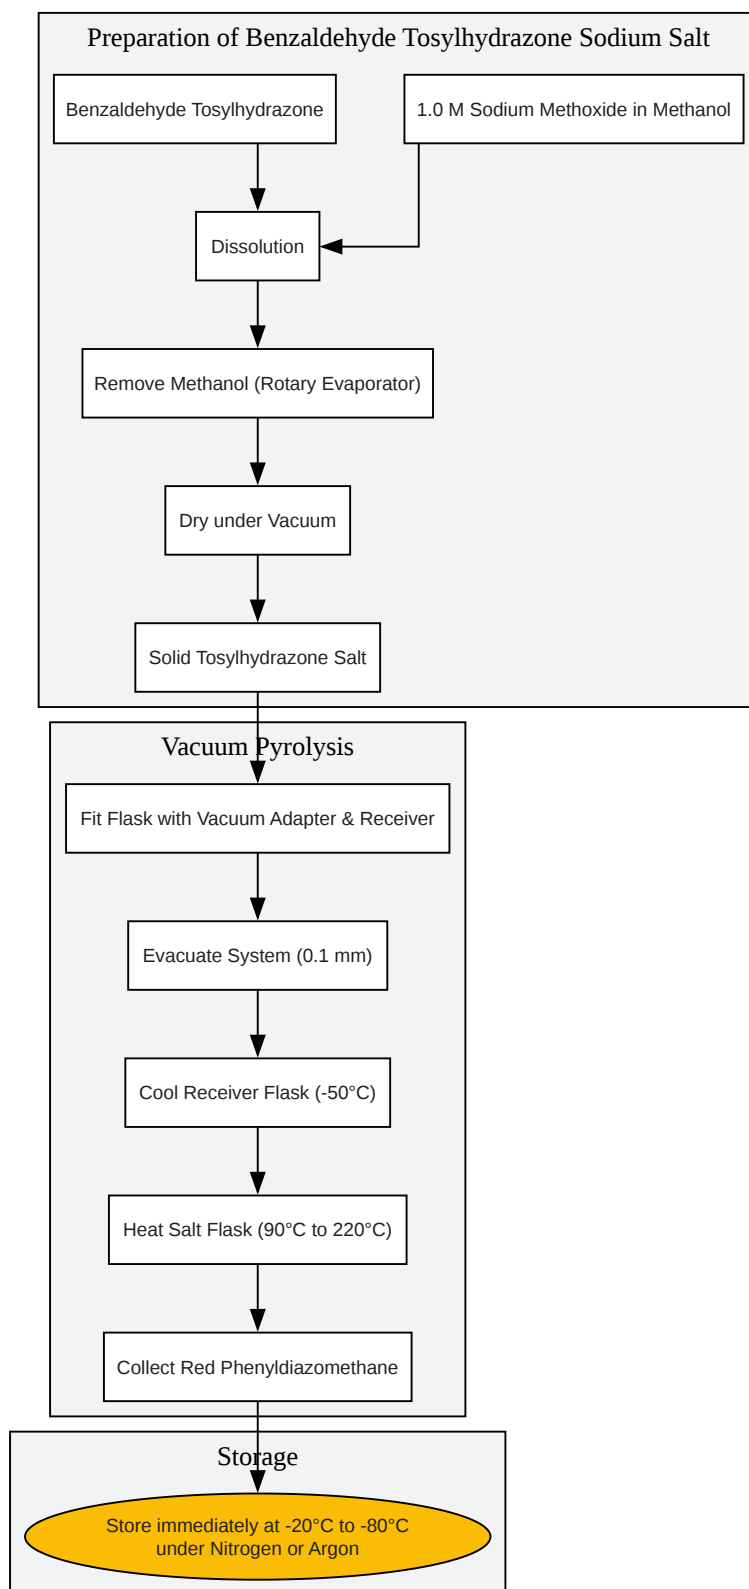 Preparation of Benzaldehyde Tosylhydrazone Sodium Salt
Benzaldehyde Tosylhydrazone
1.0 M Sodium Methoxide in Methanol
Dissolution
Remove Methanol (Rotary Evaporator)
Dry under Vacuum
Solid Tosylhydrazone Salt
Vacuum Pyrolysis
Fit Flask with Vacuum Adapter & Receiver
Evacuate System (0.1 mm)
Cool Receiver Flask (-50°C)
Heat Salt Flask (90°C to 220°C)
Collect Red Phenyldiazomethane
Storage
Store immediately at -20°C to -80°C
under Nitrogen or Argon